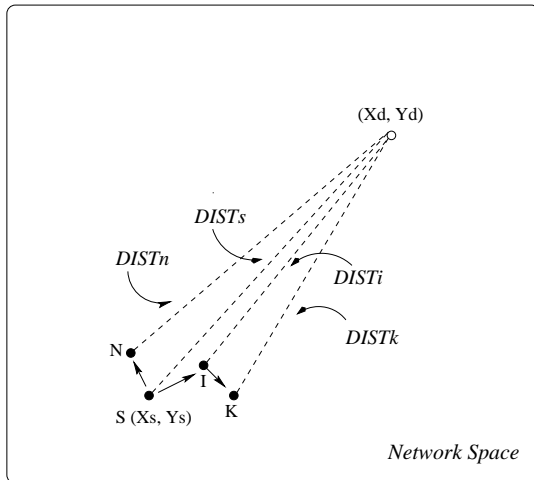 (Xd, Yd)
DISTs
DISTn
DISTi
DISTk
N
I
K
S (Xs, Ys)
Network Space